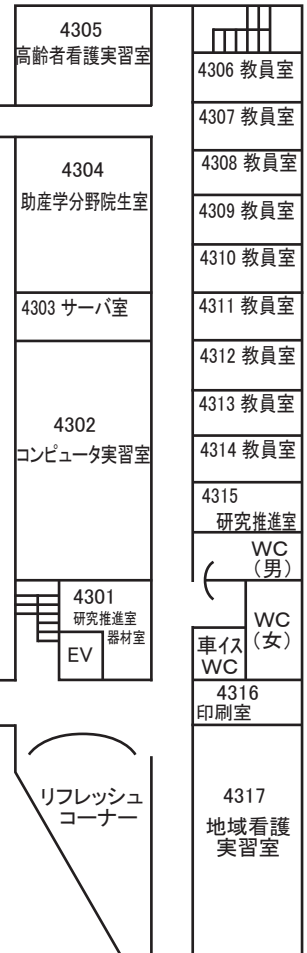 4305
高齢者看護実習室
4304
助産学分野院生室
4303 サーバ室
4302
コンピュータ実習室
4301
研究推進室
器材室
EV
リフレッシュ
コーナー
4306 教員室
4307 教員室
4308 教員室
4309 教員室
4310 教員室
4311 教員室
4312 教員室
4313 教員室
4314 教員室
4315
研究推進室
WC
(男)
WC
(女)
車イス
WC
4316
印刷室
4317
地域看護
実習室